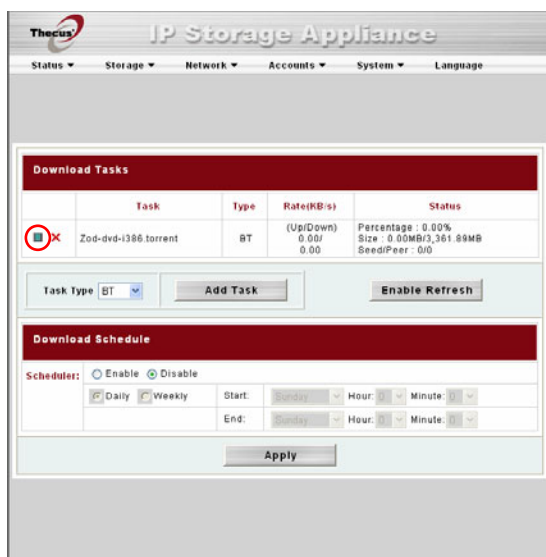 Thecus
IP Storage Appliance
Status Storage Network Accounts System Language
Download Tasks
Task Type Rate(KB/s) Status
Zod-dvd-i386.torrent BT (Up/Down) 0.00/ 0.00 Percentage : 0.00%
Size : 0.00MB/3,361.89MB
Seed/Peer : 0/0
Task Type BT Add Task Enable Refresh
Download Schedule
Scheduler: Enable Disable
Daily Weekly Start: Sunday Hour: 0 Minute: 0
End: Sunday Hour: 0 Minute: 0
Apply